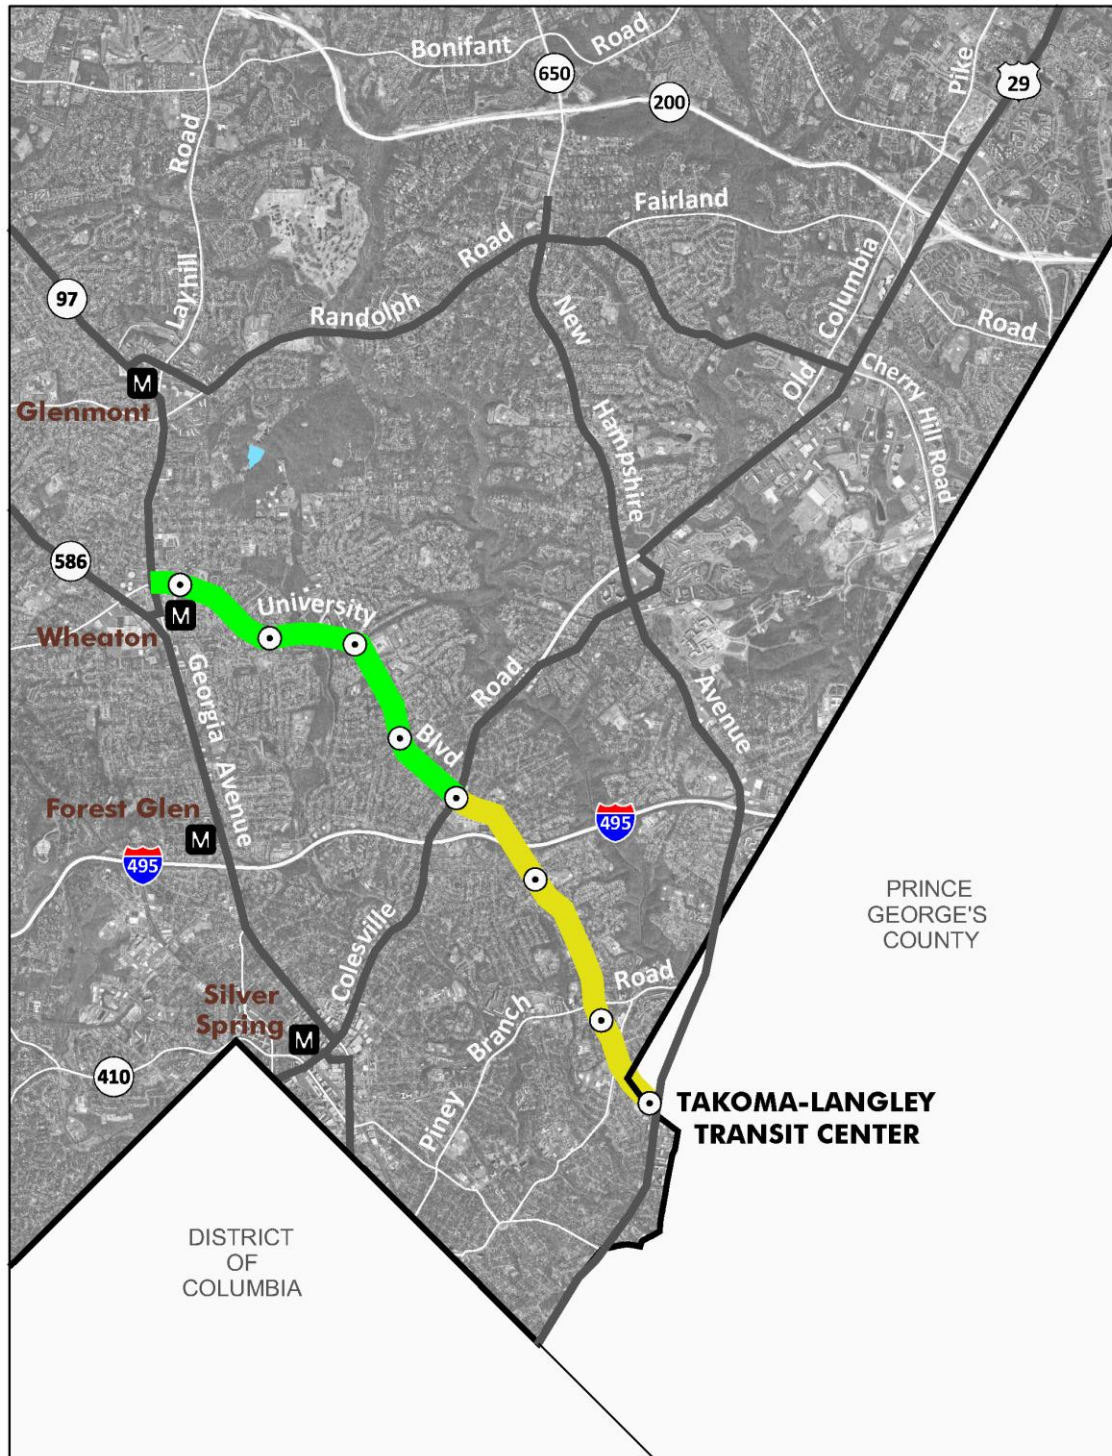 Bonifant Road
650
200
Pike
29
Layhill Road
Fairland Road
97
Randolph Road
Old Columbia
New Hampshire Avenue
M
Glenmont
Cherry Hill Road
586
University Blvd
M
Wheaton
Georgia Avenue
Colesville Road
Forest Glen
M
495
495
PRINCE
GEORGE'S
COUNTY
Silver
Spring
M
Piney Branch Road
410
TAKOMA-LANGLEY
TRANSIT CENTER
DISTRICT
OF
COLUMBIA